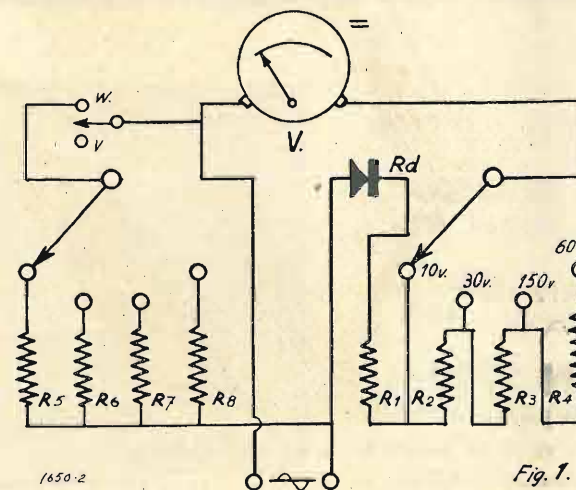 =
W.
V
V.
Rd
10v.
30v.
150v
60
R5
R6
R7
R8
R1
R2
R3
R4
1650-2
Fig. 1.